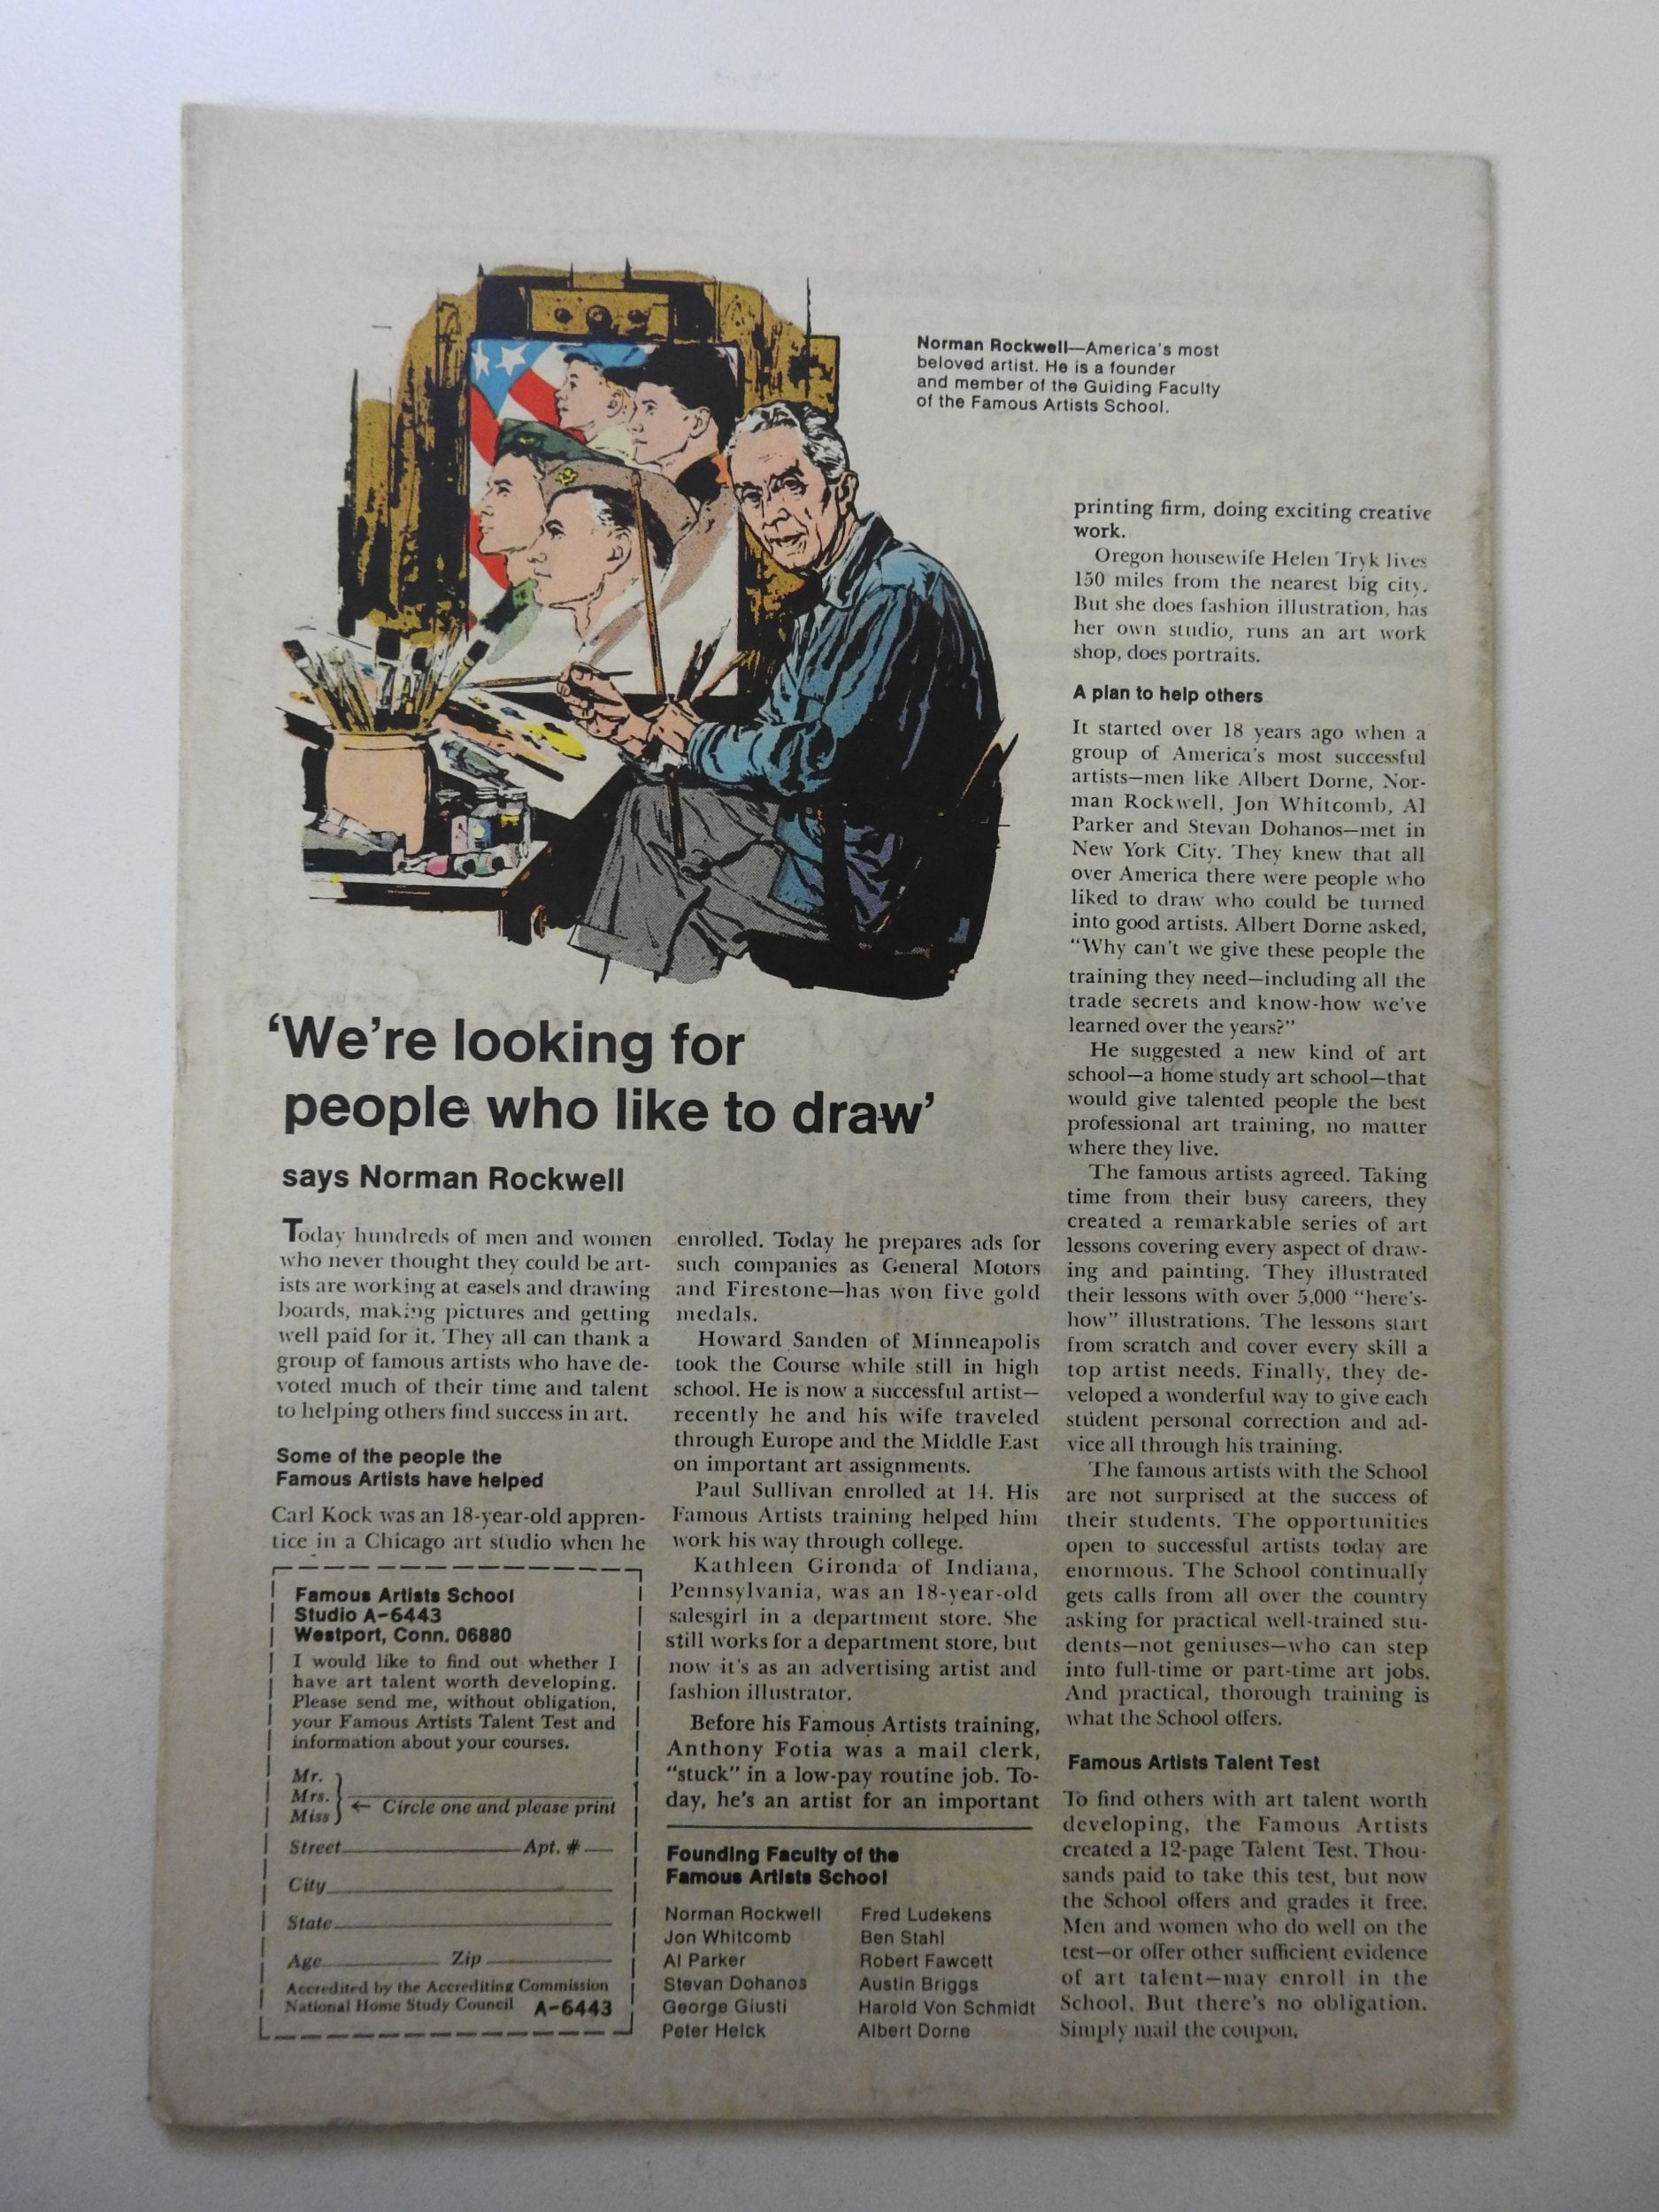 Norman Rockwell—America's most
beloved artist. He is a founder
and member of the Guiding Faculty
of the Famous Artists School.
'We're looking for
people who like to draw'
says Norman Rockwell
Today hundreds of men and women
who never thought they could be art-
ists are working at easels and drawing
boards, making pictures and getting
well paid for it. They all can thank a
group of famous artists who have de-
voted much of their time and talent
to helping others find success in art.
Some of the people the
Famous Artists have helped
Carl Kock was an 18-year-old appren-
tice in a Chicago art studio when he
enrolled. Today he prepares ads for
such companies as General Motors
and Firestone—has won five gold
medals.
Howard Sanden of Minneapolis
took the Course while still in high
school. He is now a successful artist—
recently he and his wife traveled
through Europe and the Middle East
on important art assignments.
Paul Sullivan enrolled at 14. His
Famous Artists training helped him
work his way through college.
Kathleen Gironda of Indiana,
Pennsylvania, was an 18-year-old
salesgirl in a department store. She
still works for a department store, but
now it's as an advertising artist and
fashion illustrator.
Before his Famous Artists training,
Anthony Fotia was a mail clerk,
"stuck" in a low-pay routine job. To-
day, he's an artist for an important
printing firm, doing exciting creative
work.
Oregon housewife Helen Tryk lives
150 miles from the nearest big city.
But she does fashion illustration, has
her own studio, runs an art work
shop, does portraits.
A plan to help others
It started over 18 years ago when a
group of America's most successful
artists—men like Albert Dorne, Nor-
man Rockwell, Jon Whitcomb, Al
Parker and Stevan Dohanos—met in
New York City. They knew that all
over America there were people who
liked to draw who could be turned
into good artists. Albert Dorne asked,
"Why can't we give these people the
training they need—including all the
trade secrets and know-how we've
learned over the years?"
He suggested a new kind of art
school—a home study art school—that
would give talented people the best
professional art training, no matter
where they live.
The famous artists agreed. Taking
time from their busy careers, they
created a remarkable series of art
lessons covering every aspect of draw-
ing and painting. They illustrated
their lessons with over 5,000 "here's-
how" illustrations. The lessons start
from scratch and cover every skill a
top artist needs. Finally, they de-
veloped a wonderful way to give each
student personal correction and ad-
vice all through his training.
The famous artists with the School
are not surprised at the success of
their students. The opportunities
open to successful artists today are
enormous. The School continually
gets calls from all over the country
asking for practical well-trained stu-
dents—not geniuses—who can step
into full-time or part-time art jobs.
And practical, thorough training is
what the School offers.
Famous Artists Talent Test
To find others with art talent worth
developing, the Famous Artists
created a 12-page Talent Test. Thou-
sands paid to take this test, but now
the School offers and grades it free.
Men and women who do well on the
test—or offer other sufficient evidence
of art talent—may enroll in the
School. But there's no obligation.
Simply mail the coupon.
Famous Artists School
Studio A-6443
Westport, Conn. 06880
I would like to find out whether I
have art talent worth developing.
Please send me, without obligation,
your Famous Artists Talent Test and
information about your courses.
Mr.
Mrs.
Miss
← Circle one and please print
Street Apt. #
City
State
Age Zip
Accredited by the Accrediting Commission
National Home Study Council A-6443
Founding Faculty of the
Famous Artists School
Norman Rockwell
Jon Whitcomb
Al Parker
Stevan Dohanos
George Giusti
Peter Helck
Fred Ludekens
Ben Stahl
Robert Fawcett
Austin Briggs
Harold Von Schmidt
Albert Dorne